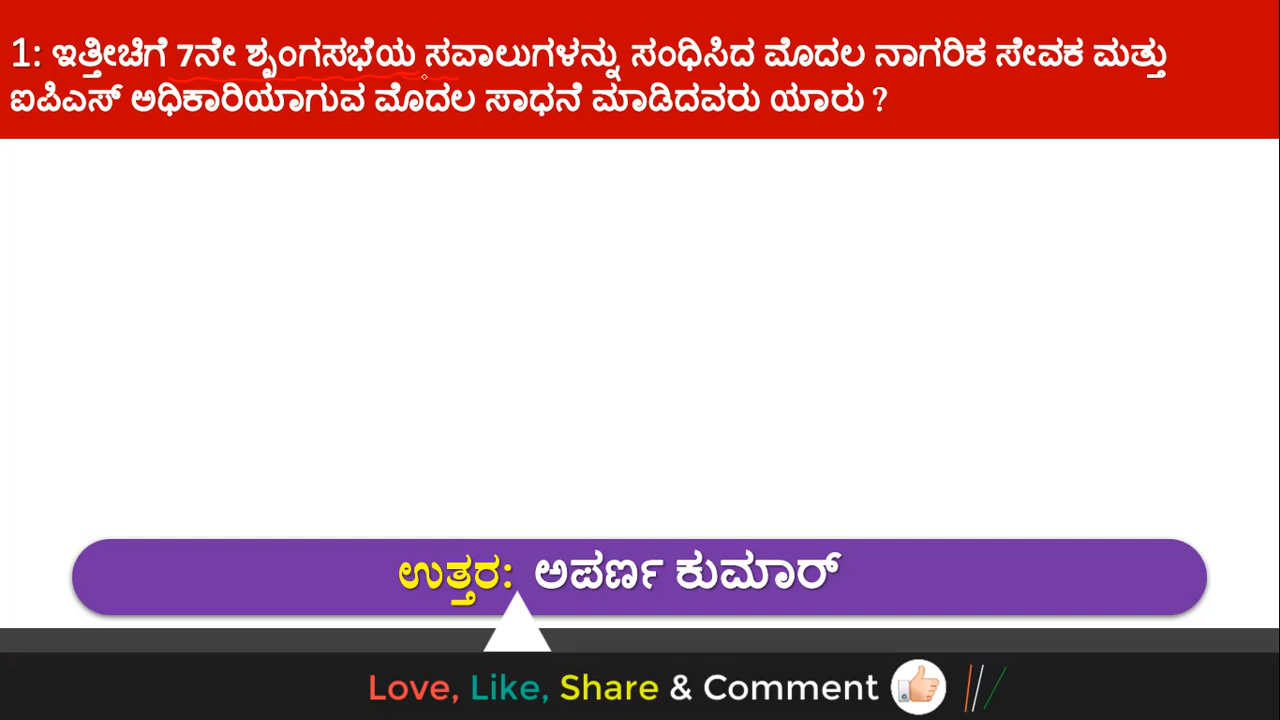 1: ಇತ್ತೀಚಿಗೆ 7ನೇ ಶೃಂಗಸಭೆಯ ಸವಾಲುಗಳನ್ನು ಸಂಧಿಸಿದ ಮೊದಲ ನಾಗರಿಕ ಸೇವಕ ಮತ್ತು
ಐಪಿಎಸ್ ಅಧಿಕಾರಿಯಾಗುವ ಮೊದಲ ಸಾಧನೆ ಮಾಡಿದವರು ಯಾರು ?
ಉತ್ತರ: ಅಪರ್ಣ ಕುಮಾರ್
Love, Like, Share & Comment